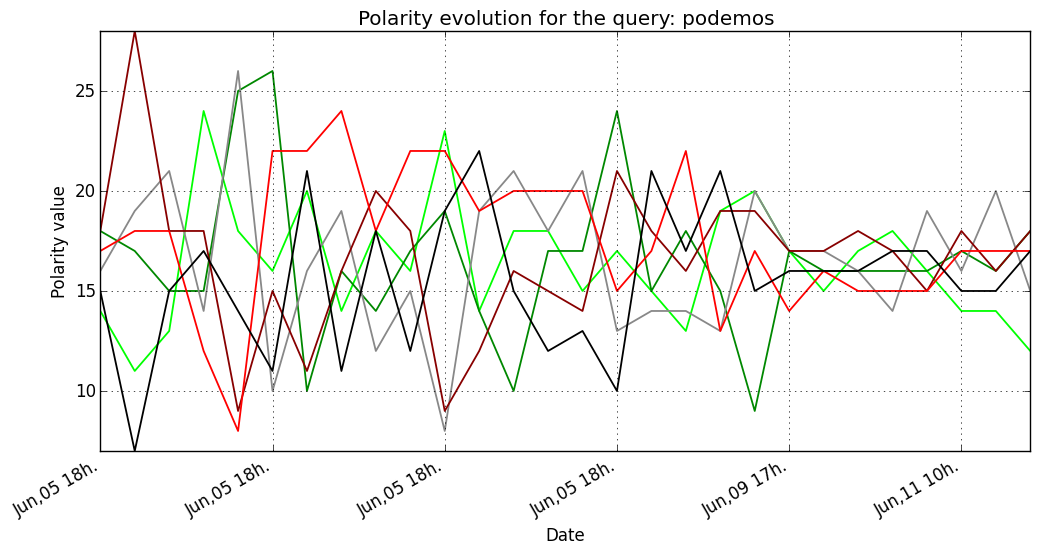 Polarity evolution for the query: podemos
Polarity value
25
20
15
10
Jun,05 18h.
Jun,05 18h.
Jun,05 18h.
Jun,05 18h.
Jun,09 17h.
Jun,11 10h.
Date